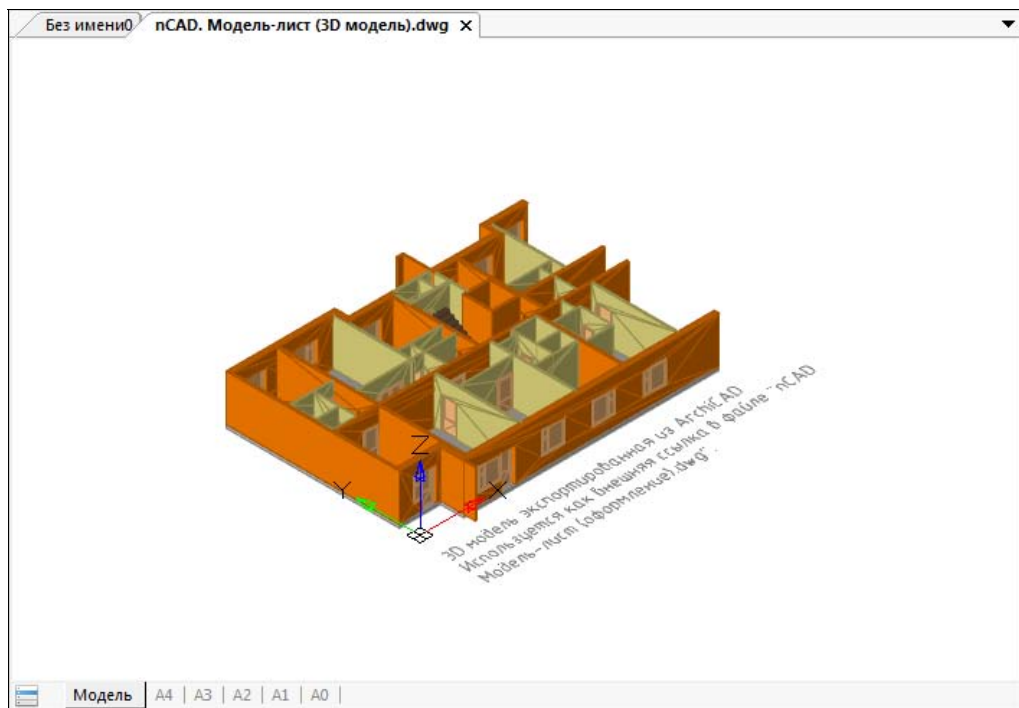 Без имени0
nCAD. Модель-лист (3D модель).dwg
Z
Y
X
3D модель экспортированная из ArchiCAD
Используется как внешняя ссылка в файле "nCAD
Модель-лист (оформление).dwg".
Модель A4 A3 A2 A1 A0